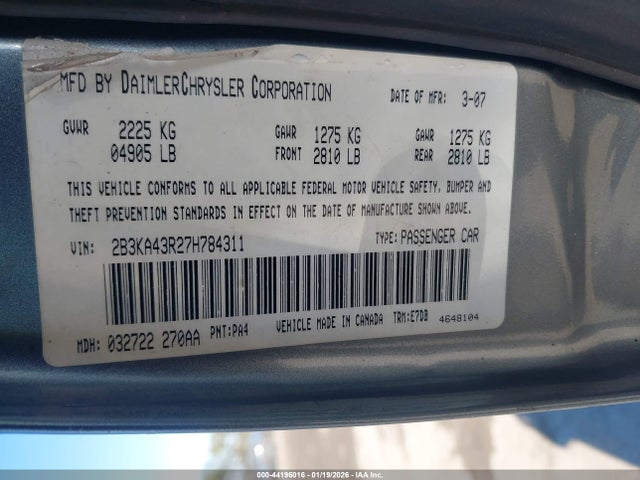 MFD BY DAIMLERCHRYSLER CORPORATION DATE OF MFR: 3-07
GVWR 2225 KG GAWR 1275 KG GAWR 1275 KG
04905 LB FRONT 2810 LB REAR 2810 LB
THIS VEHICLE CONFORMS TO ALL APPLICABLE FEDERAL MOTOR VEHICLE SAFETY, BUMPER AND
THEFT PREVENTION STANDARDS IN EFFECT ON THE DATE OF MANUFACTURE SHOWN ABOVE.
VIN: 2B3KA43R27H784311 TYPE: PASSENGER CAR
MDH: 032722 270AA PNT: PA4 VEHICLE MADE IN CANADA TRM: E7DB 4648104
000-44196016 - 01/19/2026 - IAA Inc.